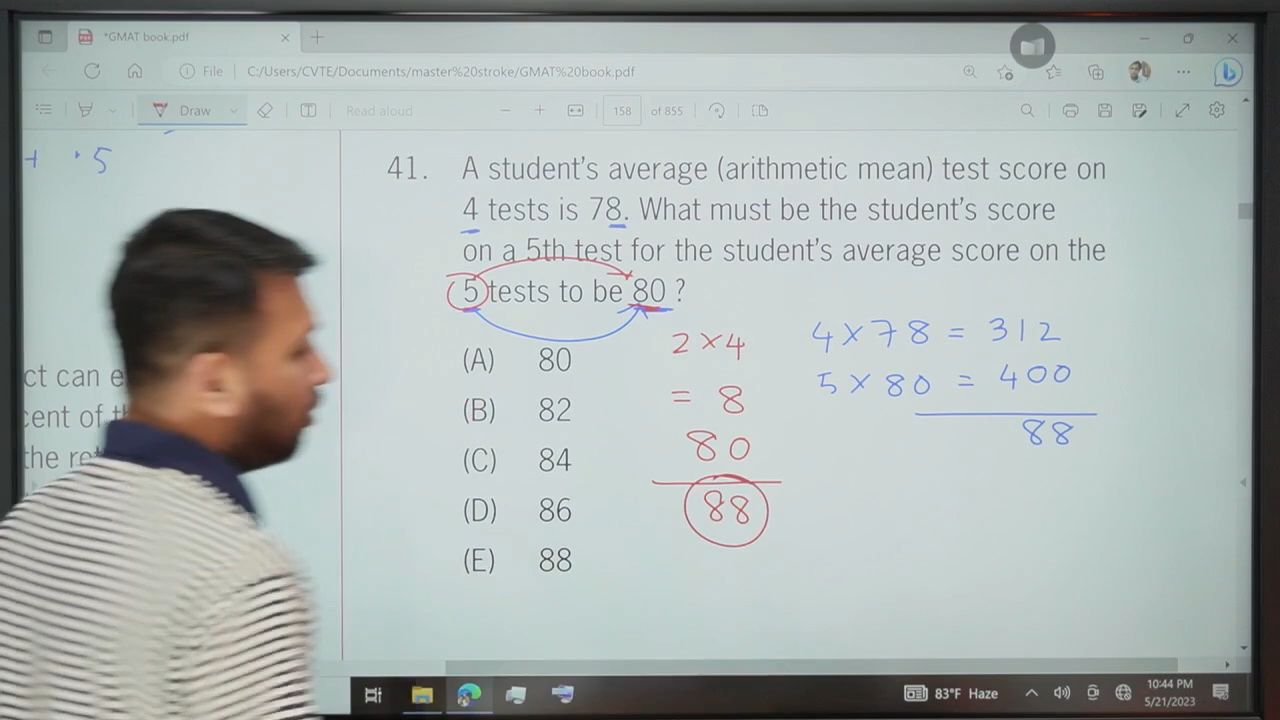 *GMAT book.pdf
File C:/Users/CVTE/Documents/master%20stroke/GMAT%20book.pdf
Draw Read aloud 158 of 855
+ .5
41. A student's average (arithmetic mean) test score on
4 tests is 78. What must be the student's score
on a 5th test for the student's average score on the
5 tests to be 80 ?
(A) 80
(B) 82
(C) 84
(D) 86
(E) 88
2 × 4
= 8
80
88
4 × 78 = 312
5 × 80 = 400
88
ct can
cent of
the
83°F Haze
10:44 PM
5/21/2023